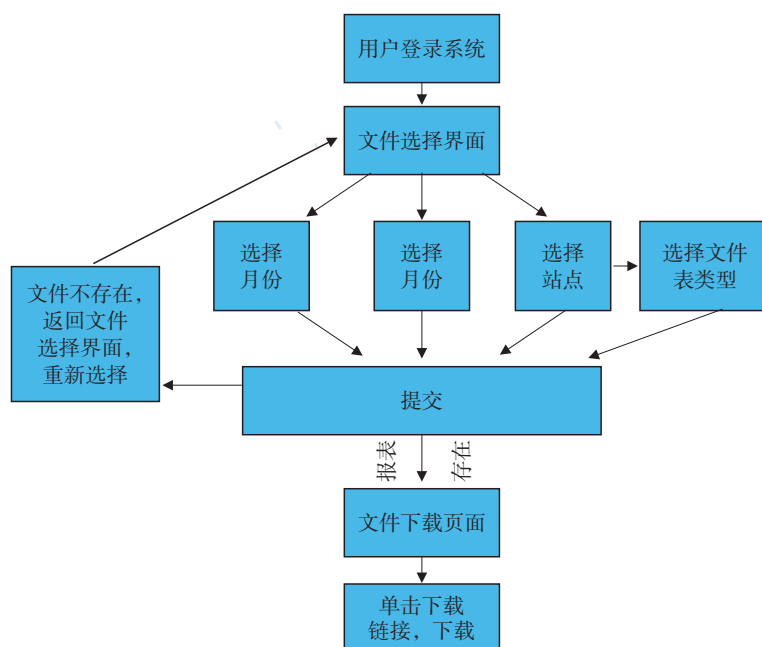 用户登录系统
文件选择界面
选择
月份
选择
月份
选择
站点
选择文件
表类型
文件不存在，
返回文件
选择界面，
重新选择
提交
报表
存在
文件下载页面
单击下载
链接，下载